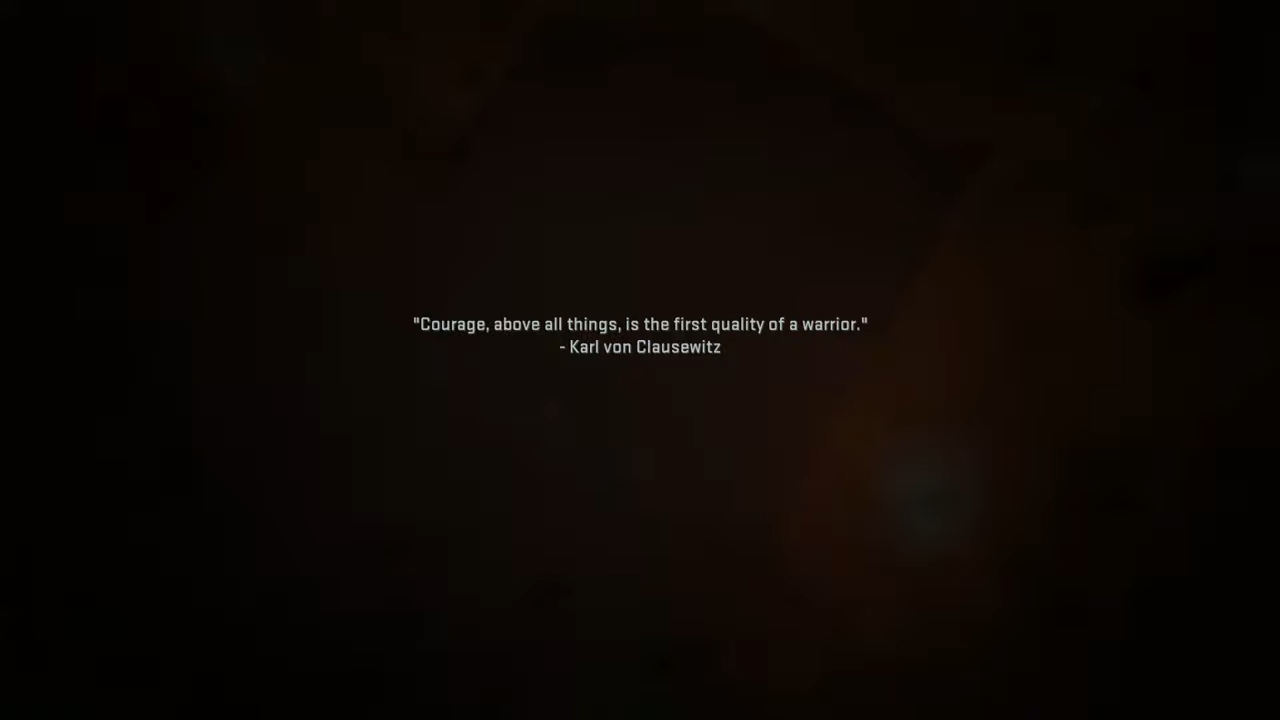 "Courage, above all things, is the first quality of a warrior."
- Karl von Clausewitz